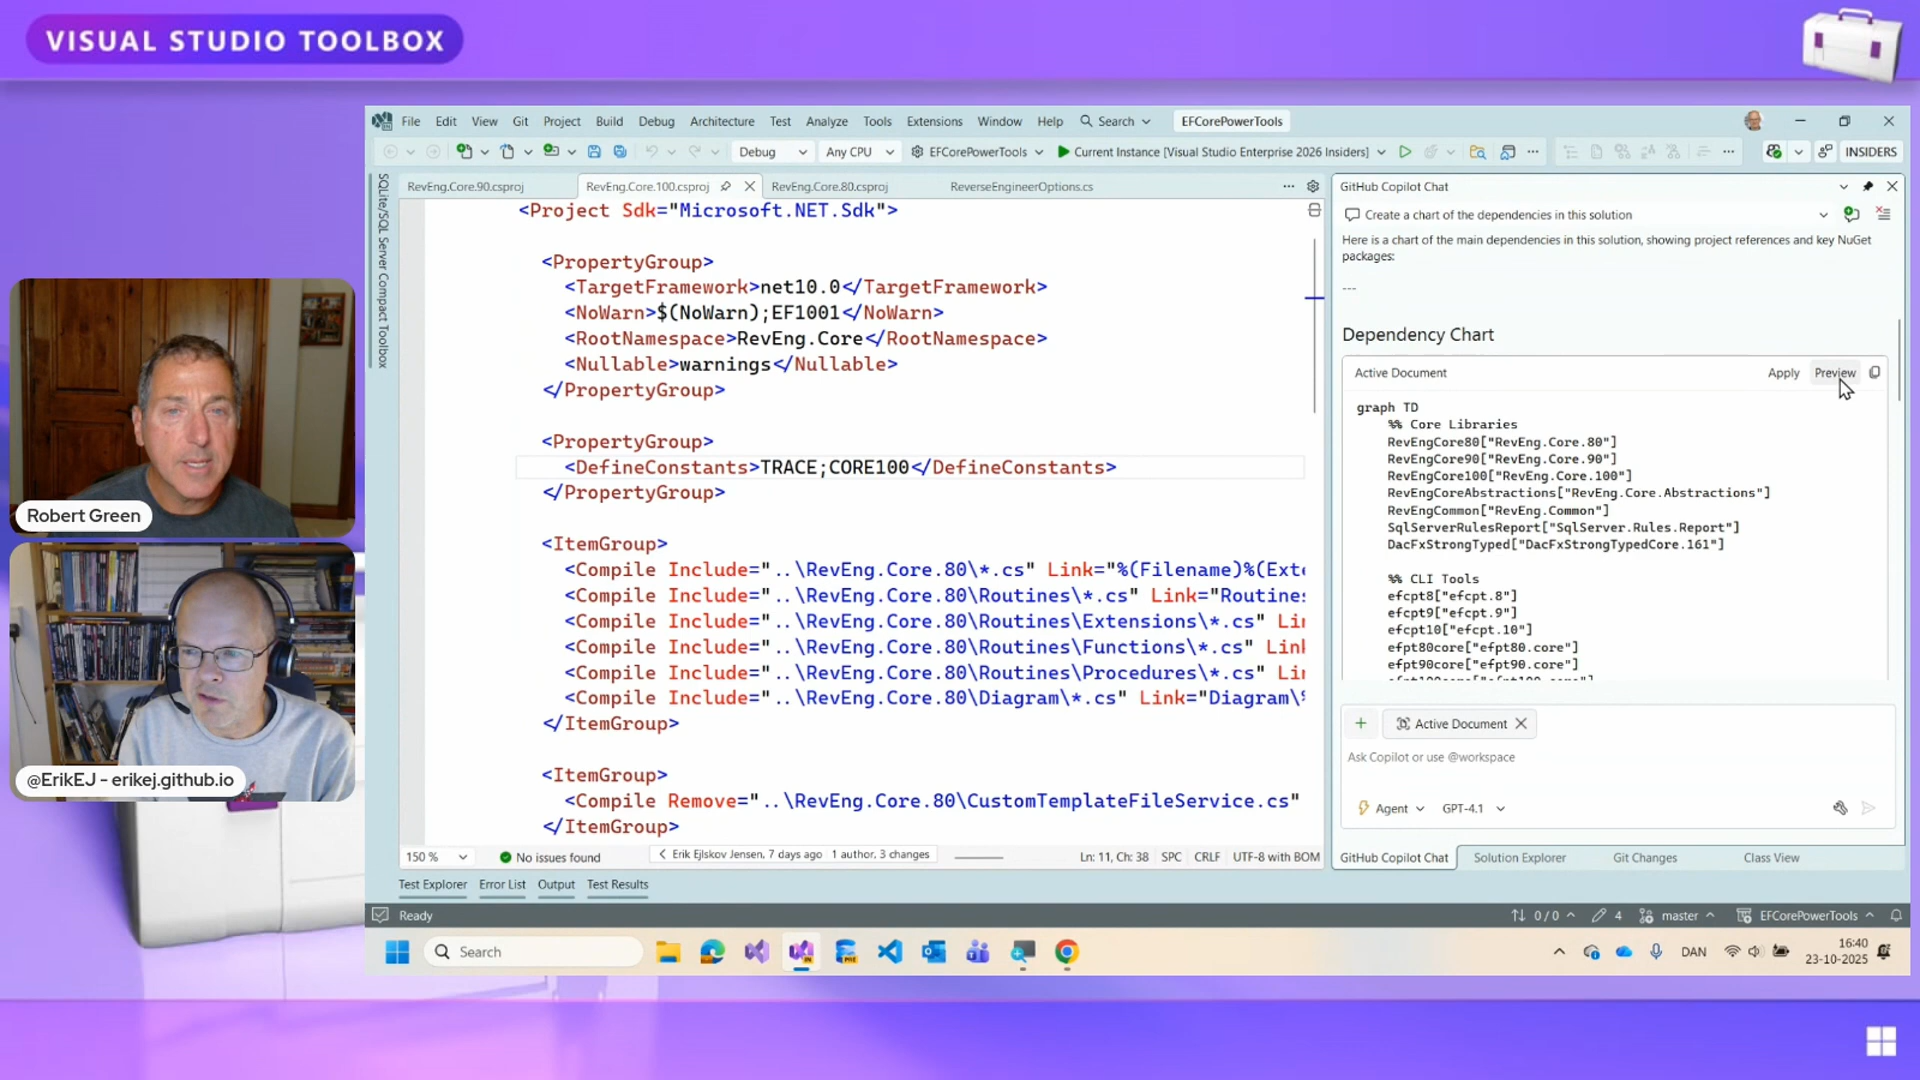 VISUAL STUDIO TOOLBOX
File Edit View Git Project Build Debug Architecture Test Analyze Tools Extensions Window Help Search EFCorePowerTools
Debug Any CPU EFCorePowerTools Current Instance [Visual Studio Enterprise 2026 Insiders] INSIDERS
SQLite/SQL Server Compact Toolbox
RevEng.Core.90.csproj RevEng.Core.100.csproj RevEng.Core.80.csproj ReverseEngineerOptions.cs
<Project Sdk="Microsoft.NET.Sdk">
<PropertyGroup>
<TargetFramework>net10.0</TargetFramework>
<NoWarn>$(NoWarn);EF1001</NoWarn>
<RootNamespace>RevEng.Core</RootNamespace>
<Nullable>warnings</Nullable>
</PropertyGroup>
<PropertyGroup>
<DefineConstants>TRACE;CORE100</DefineConstants>
</PropertyGroup>
<ItemGroup>
<Compile Include="..\RevEng.Core.80\*.cs" Link="%(Filename)%(Exte
<Compile Include="..\RevEng.Core.80\Routines\*.cs" Link="Routines
<Compile Include="..\RevEng.Core.80\Routines\Extensions\*.cs" Lin
<Compile Include="..\RevEng.Core.80\Routines\Functions\*.cs" Link
<Compile Include="..\RevEng.Core.80\Routines\Procedures\*.cs" Lin
<Compile Include="..\RevEng.Core.80\Diagram\*.cs" Link="Diagram\%
</ItemGroup>
<ItemGroup>
<Compile Remove="..\RevEng.Core.80\CustomTemplateFileService.cs"
</ItemGroup>
150 % No issues found Erik Ejlskov Jensen, 7 days ago 1 author, 3 changes Ln: 11, Ch: 38 SPC CRLF UTF-8 with BOM
GitHub Copilot Chat
Create a chart of the dependencies in this solution
Here is a chart of the main dependencies in this solution, showing project references and key NuGet
packages:
---
Dependency Chart
Active Document Apply Preview
graph TD
%% Core Libraries
RevEngCore80["RevEng.Core.80"]
RevEngCore90["RevEng.Core.90"]
RevEngCore100["RevEng.Core.100"]
RevEngCoreAbstractions["RevEng.Core.Abstractions"]
RevEngCommon["RevEng.Common"]
SqlServerRulesReport["SqlServer.Rules.Report"]
DacFxStrongTyped["DacFxStrongTypedCore.161"]
%% CLI Tools
efcpt8["efcpt.8"]
efcpt9["efcpt.9"]
efcpt10["efcpt.10"]
efpt80core["efpt80.core"]
efpt90core["efpt90.core"]
efpt100core["efpt100.core"]
Active Document
Ask Copilot or use @workspace
Agent GPT-4.1
GitHub Copilot Chat Solution Explorer Git Changes Class View
Test Explorer Error List Output Test Results
Ready 0 / 0 4 master EFCorePowerTools
Search DAN 16:40
23-10-2025
Robert Green
@ErikEJ - erikej.github.io